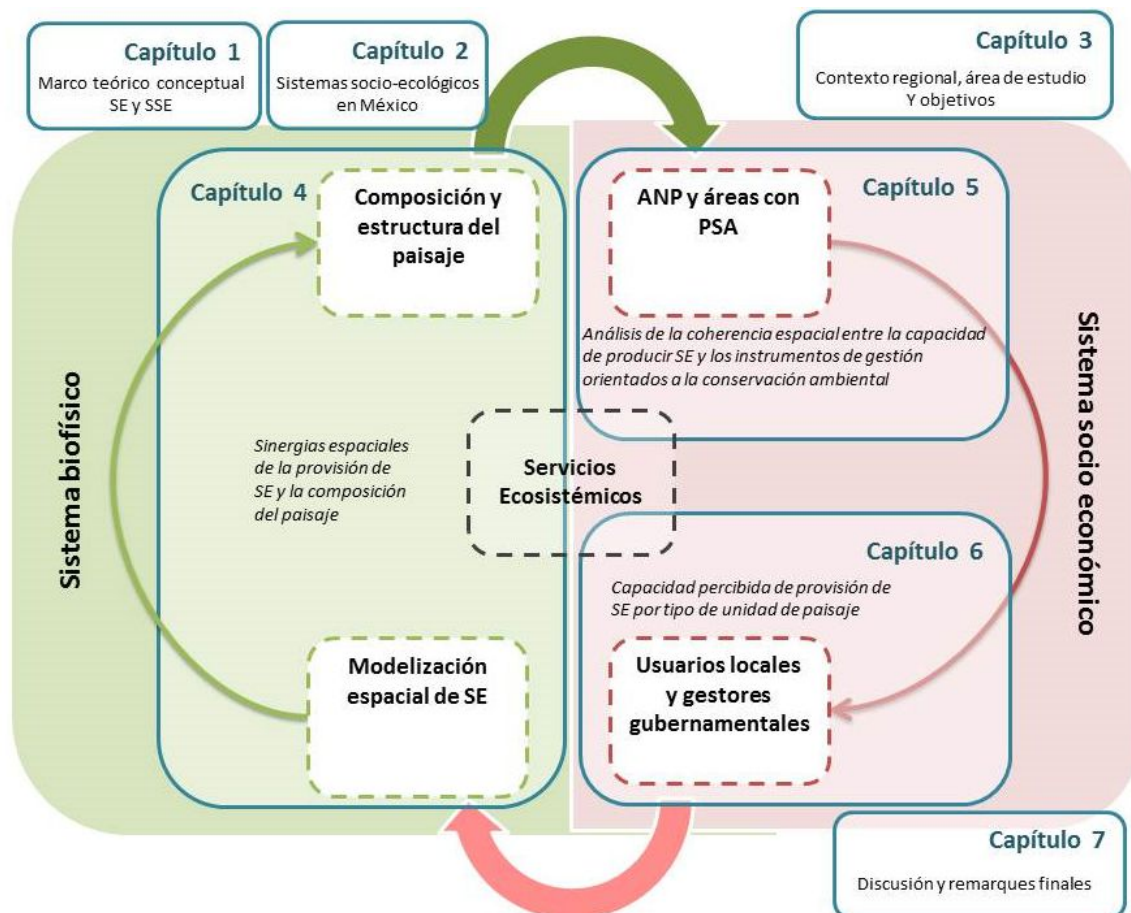 Capítulo 1
Marco teórico conceptual
SE y SSE
Capítulo 2
Sistemas socio-ecológicos
en México
Capítulo 3
Contexto regional, área de estudio
Y objetivos
Sistema biofísico
Capítulo 4
Composición y
estructura del
paisaje
Sinergias espaciales
de la provisión de
SE y la composición
del paisaje
Modelización
espacial de SE
Servicios
Ecosistémicos
Capítulo 5
ANP y áreas con
PSA
Análisis de la coherencia espacial entre la capacidad
de producir SE y los instrumentos de gestión
orientados a la conservación ambiental
Capítulo 6
Capacidad percibida de provisión de
SE por tipo de unidad de paisaje
Usuarios locales
y gestores
gubernamentales
Sistema socio económico
Capítulo 7
Discusión y remarques finales